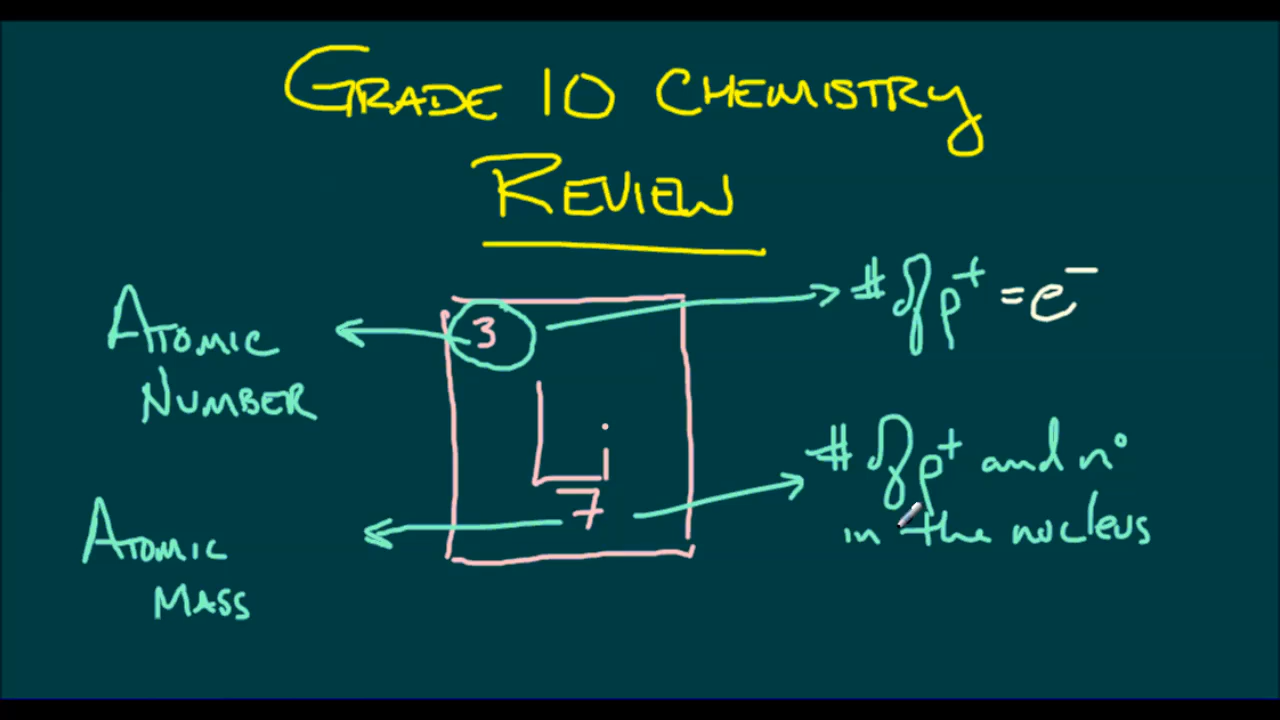 GRADE 10 CHEMISTRY
REVIEW
# of p⁺ = e⁻
3
ATOMIC
NUMBER
Li
# of p⁺ and n°
7
in the nucleus
ATOMIC
MASS